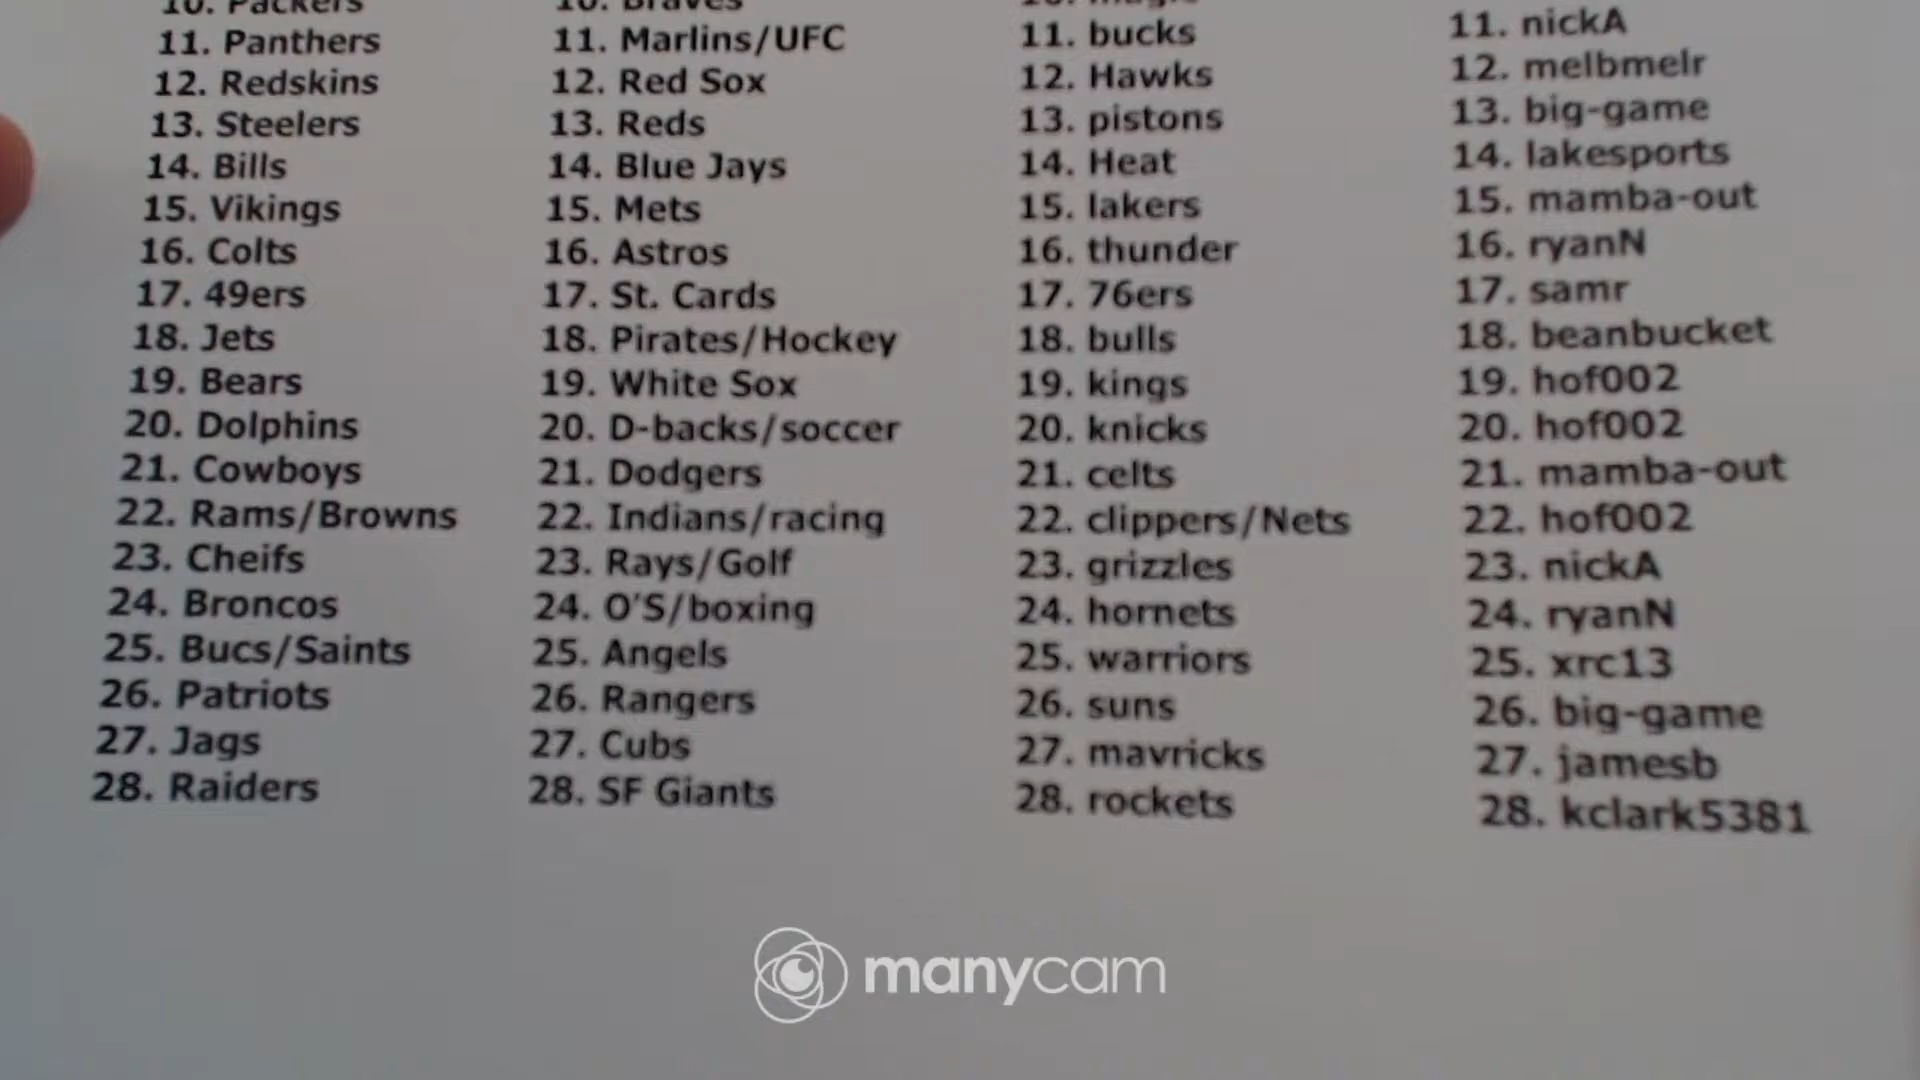 10. Packers
11. Panthers
12. Redskins
13. Steelers
14. Bills
15. Vikings
16. Colts
17. 49ers
18. Jets
19. Bears
20. Dolphins
21. Cowboys
22. Rams/Browns
23. Cheifs
24. Broncos
25. Bucs/Saints
26. Patriots
27. Jags
28. Raiders
10. Braves
11. Marlins/UFC
12. Red Sox
13. Reds
14. Blue Jays
15. Mets
16. Astros
17. St. Cards
18. Pirates/Hockey
19. White Sox
20. D-backs/soccer
21. Dodgers
22. Indians/racing
23. Rays/Golf
24. O'S/boxing
25. Angels
26. Rangers
27. Cubs
28. SF Giants
10. magic
11. bucks
12. Hawks
13. pistons
14. Heat
15. lakers
16. thunder
17. 76ers
18. bulls
19. kings
20. knicks
21. celts
22. clippers/Nets
23. grizzles
24. hornets
25. warriors
26. suns
27. mavricks
28. rockets
11. nickA
12. melbmelr
13. big-game
14. lakesports
15. mamba-out
16. ryanN
17. samr
18. beanbucket
19. hof002
20. hof002
21. mamba-out
22. hof002
23. nickA
24. ryanN
25. xrc13
26. big-game
27. jamesb
28. kclark5381
manycam